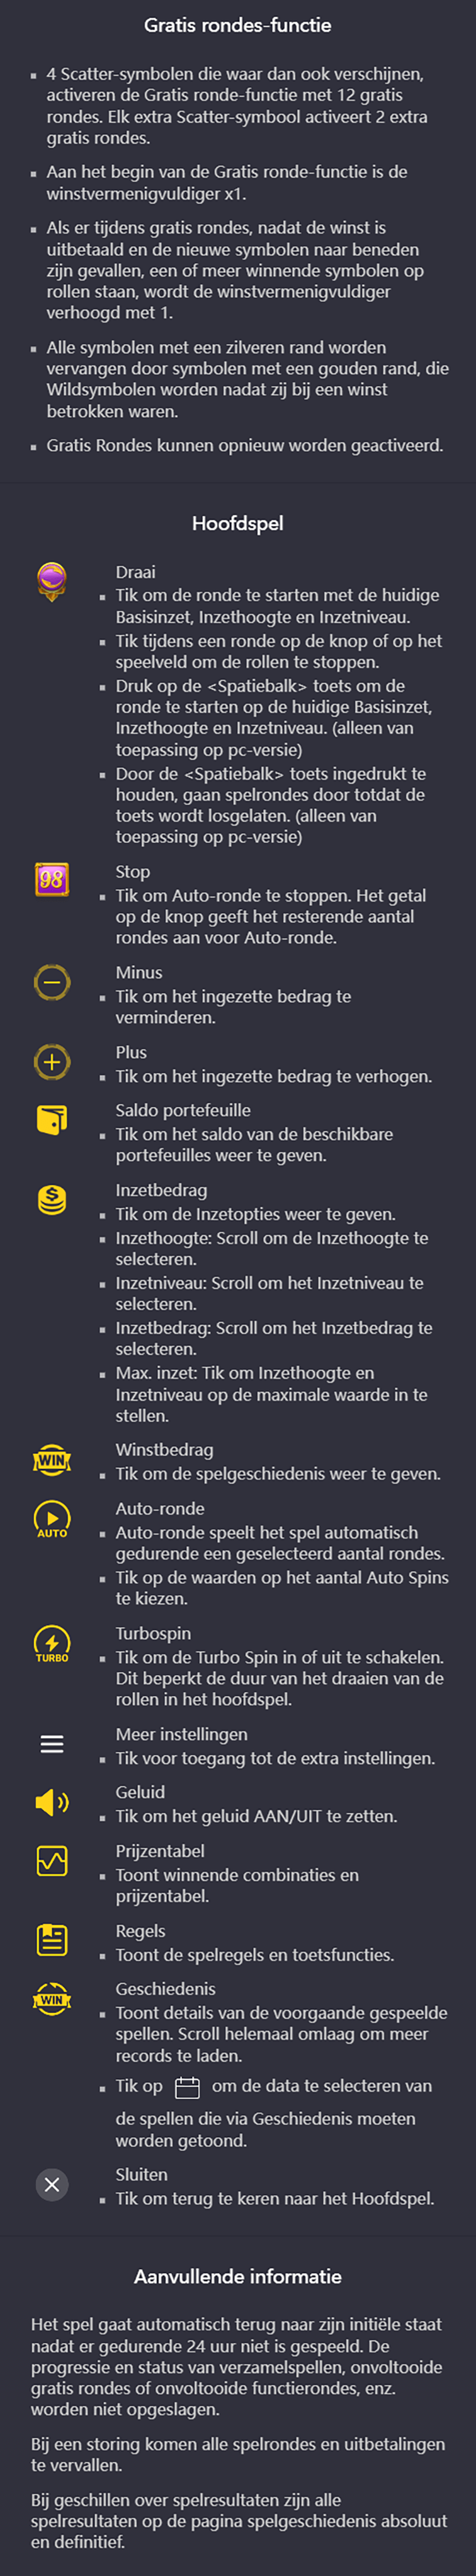 Gratis rondes-functie
▪ 4 Scatter-symbolen die waar dan ook verschijnen,
activeren de Gratis ronde-functie met 12 gratis
rondes. Elk extra Scatter-symbool activeert 2 extra
gratis rondes.
▪ Aan het begin van de Gratis ronde-functie is de
winstvermenigvuldiger x1.
▪ Als er tijdens gratis rondes, nadat de winst is
uitbetaald en de nieuwe symbolen naar beneden
zijn gevallen, een of meer winnende symbolen op
rollen staan, wordt de winstvermenigvuldiger
verhoogd met 1.
▪ Alle symbolen met een zilveren rand worden
vervangen door symbolen met een gouden rand, die
Wildsymbolen worden nadat zij bij een winst
betrokken waren.
▪ Gratis Rondes kunnen opnieuw worden geactiveerd.
Hoofdspel
Draai
▪ Tik om de ronde te starten met de huidige
Basisinzet, Inzethoogte en Inzetniveau.
▪ Tik tijdens een ronde op de knop of op het
speelveld om de rollen te stoppen.
▪ Druk op de <Spatiebalk> toets om de
ronde te starten op de huidige Basisinzet,
Inzethoogte en Inzetniveau. (alleen van
toepassing op pc-versie)
▪ Door de <Spatiebalk> toets ingedrukt te
houden, gaan spelrondes door totdat de
toets wordt losgelaten. (alleen van
toepassing op pc-versie)
98 Stop
▪ Tik om Auto-ronde te stoppen. Het getal
op de knop geeft het resterende aantal
rondes aan voor Auto-ronde.
Minus
▪ Tik om het ingezette bedrag te
verminderen.
Plus
▪ Tik om het ingezette bedrag te verhogen.
Saldo portefeuille
▪ Tik om het saldo van de beschikbare
portefeuilles weer te geven.
Inzetbedrag
▪ Tik om de Inzetopties weer te geven.
▪ Inzethoogte: Scroll om de Inzethoogte te
selecteren.
▪ Inzetniveau: Scroll om het Inzetniveau te
selecteren.
▪ Inzetbedrag: Scroll om het Inzetbedrag te
selecteren.
▪ Max. inzet: Tik om Inzethoogte en
Inzetniveau op de maximale waarde in te
stellen.
WIN Winstbedrag
▪ Tik om de spelgeschiedenis weer te geven.
AUTO Auto-ronde
▪ Auto-ronde speelt het spel automatisch
gedurende een geselecteerd aantal rondes.
▪ Tik op de waarden op het aantal Auto Spins
te kiezen.
TURBO Turbospin
▪ Tik om de Turbo Spin in of uit te schakelen.
Dit beperkt de duur van het draaien van de
rollen in het hoofdspel.
Meer instellingen
▪ Tik voor toegang tot de extra instellingen.
Geluid
▪ Tik om het geluid AAN/UIT te zetten.
Prijzentabel
▪ Toont winnende combinaties en
prijzentabel.
Regels
▪ Toont de spelregels en toetsfuncties.
WIN Geschiedenis
▪ Toont details van de voorgaande gespeelde
spellen. Scroll helemaal omlaag om meer
records te laden.
▪ Tik op om de data te selecteren van
de spellen die via Geschiedenis moeten
worden getoond.
Sluiten
▪ Tik om terug te keren naar het Hoofdspel.
Aanvullende informatie
Het spel gaat automatisch terug naar zijn initiële staat
nadat er gedurende 24 uur niet is gespeeld. De
progressie en status van verzamelspellen, onvoltooide
gratis rondes of onvoltooide functierondes, enz.
worden niet opgeslagen.
Bij een storing komen alle spelrondes en uitbetalingen
te vervallen.
Bij geschillen over spelresultaten zijn alle
spelresultaten op de pagina spelgeschiedenis absoluut
en definitief.